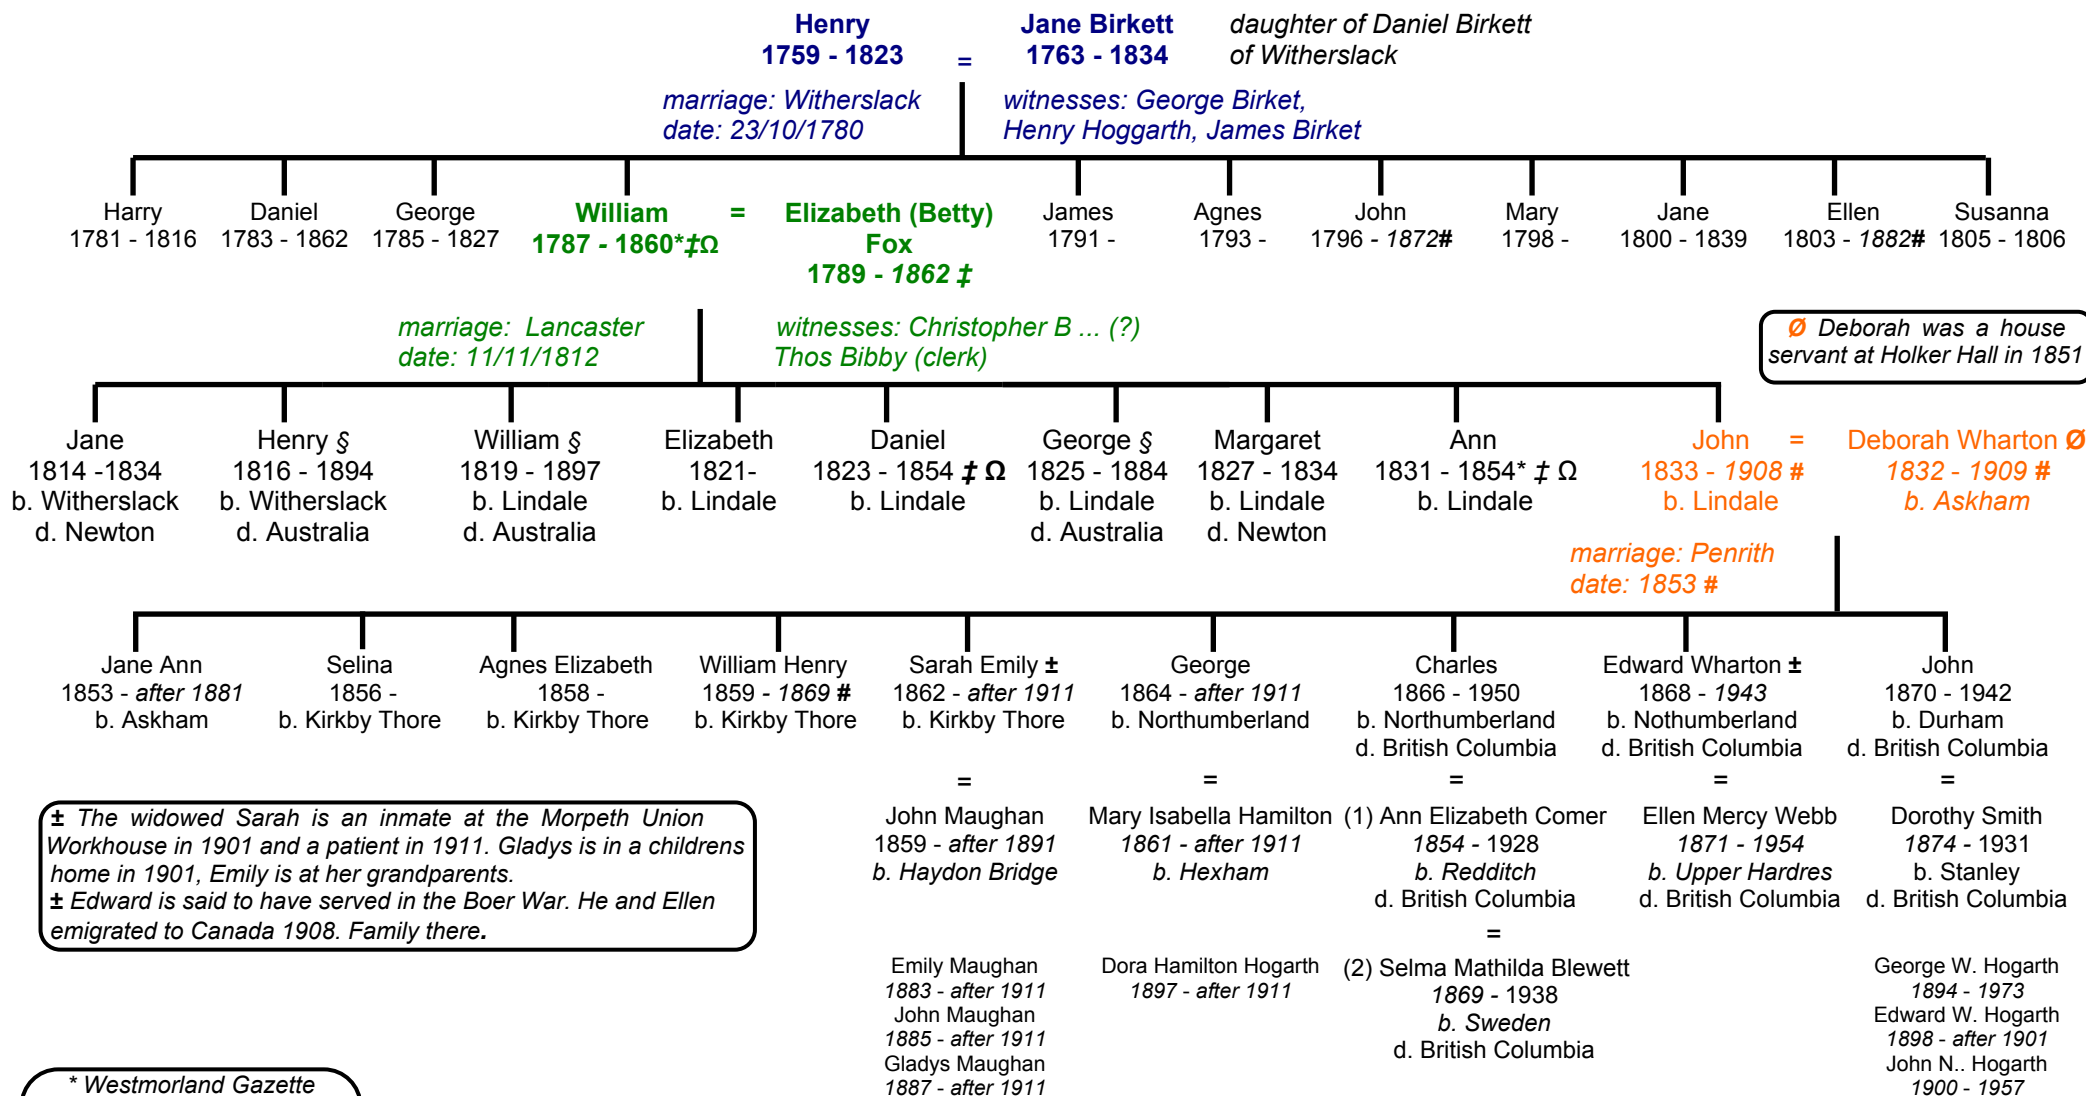 Henry
1759 - 1823
=
Jane Birkett
1763 - 1834
daughter of Daniel Birkett
of Witherslack
marriage: Witherslack
date: 23/10/1780
witnesses: George Birket,
Henry Hoggarth, James Birket
Harry
1781 - 1816
Daniel
1783 - 1862
George
1785 - 1827
William
1787 - 1860*‡Ω
=
Elizabeth (Betty)
Fox
1789 - 1862 ‡
James
1791 -
Agnes
1793 -
John
1796 - 1872#
Mary
1798 -
Jane
1800 - 1839
Ellen
1803 - 1882#
Susanna
1805 - 1806
marriage: Lancaster
date: 11/11/1812
witnesses: Christopher B ... (?)
Thos Bibby (clerk)
Ø Deborah was a house
servant at Holker Hall in 1851
Jane
1814 -1834
b. Witherslack
d. Newton
Henry §
1816 - 1894
b. Witherslack
d. Australia
William §
1819 - 1897
b. Lindale
d. Australia
Elizabeth
1821-
b. Lindale
Daniel
1823 - 1854 ‡ Ω
b. Lindale
George §
1825 - 1884
b. Lindale
d. Australia
Margaret
1827 - 1834
b. Lindale
d. Newton
Ann
1831 - 1854* ‡ Ω
b. Lindale
John
1833 - 1908 #
b. Lindale
=
Deborah Wharton Ø
1832 - 1909 #
b. Askham
marriage: Penrith
date: 1853 #
Jane Ann
1853 - after 1881
b. Askham
Selina
1856 -
b. Kirkby Thore
Agnes Elizabeth
1858 -
b. Kirkby Thore
William Henry
1859 - 1869 #
b. Kirkby Thore
Sarah Emily ±
1862 - after 1911
b. Kirkby Thore
=
John Maughan
1859 - after 1891
b. Haydon Bridge
Emily Maughan
1883 - after 1911
John Maughan
1885 - after 1911
Gladys Maughan
1887 - after 1911
George
1864 - after 1911
b. Northumberland
=
Mary Isabella Hamilton
1861 - after 1911
b. Hexham
Dora Hamilton Hogarth
1897 - after 1911
Charles
1866 - 1950
b. Northumberland
d. British Columbia
=
(1) Ann Elizabeth Comer
1854 - 1928
b. Redditch
d. British Columbia
=
(2) Selma Mathilda Blewett
1869 - 1938
b. Sweden
d. British Columbia
Edward Wharton ±
1868 - 1943
b. Nothumberland
d. British Columbia
=
Ellen Mercy Webb
1871 - 1954
b. Upper Hardres
d. British Columbia
John
1870 - 1942
b. Durham
d. British Columbia
=
Dorothy Smith
1874 - 1931
b. Stanley
d. British Columbia
George W. Hogarth
1894 - 1973
Edward W. Hogarth
1898 - after 1901
John N.. Hogarth
1900 - 1957
± The widowed Sarah is an inmate at the Morpeth Union
Workhouse in 1901 and a patient in 1911. Gladys is in a childrens
home in 1901, Emily is at her grandparents.
± Edward is said to have served in the Boer War. He and Ellen
emigrated to Canada 1908. Family there.
* Westmorland Gazette